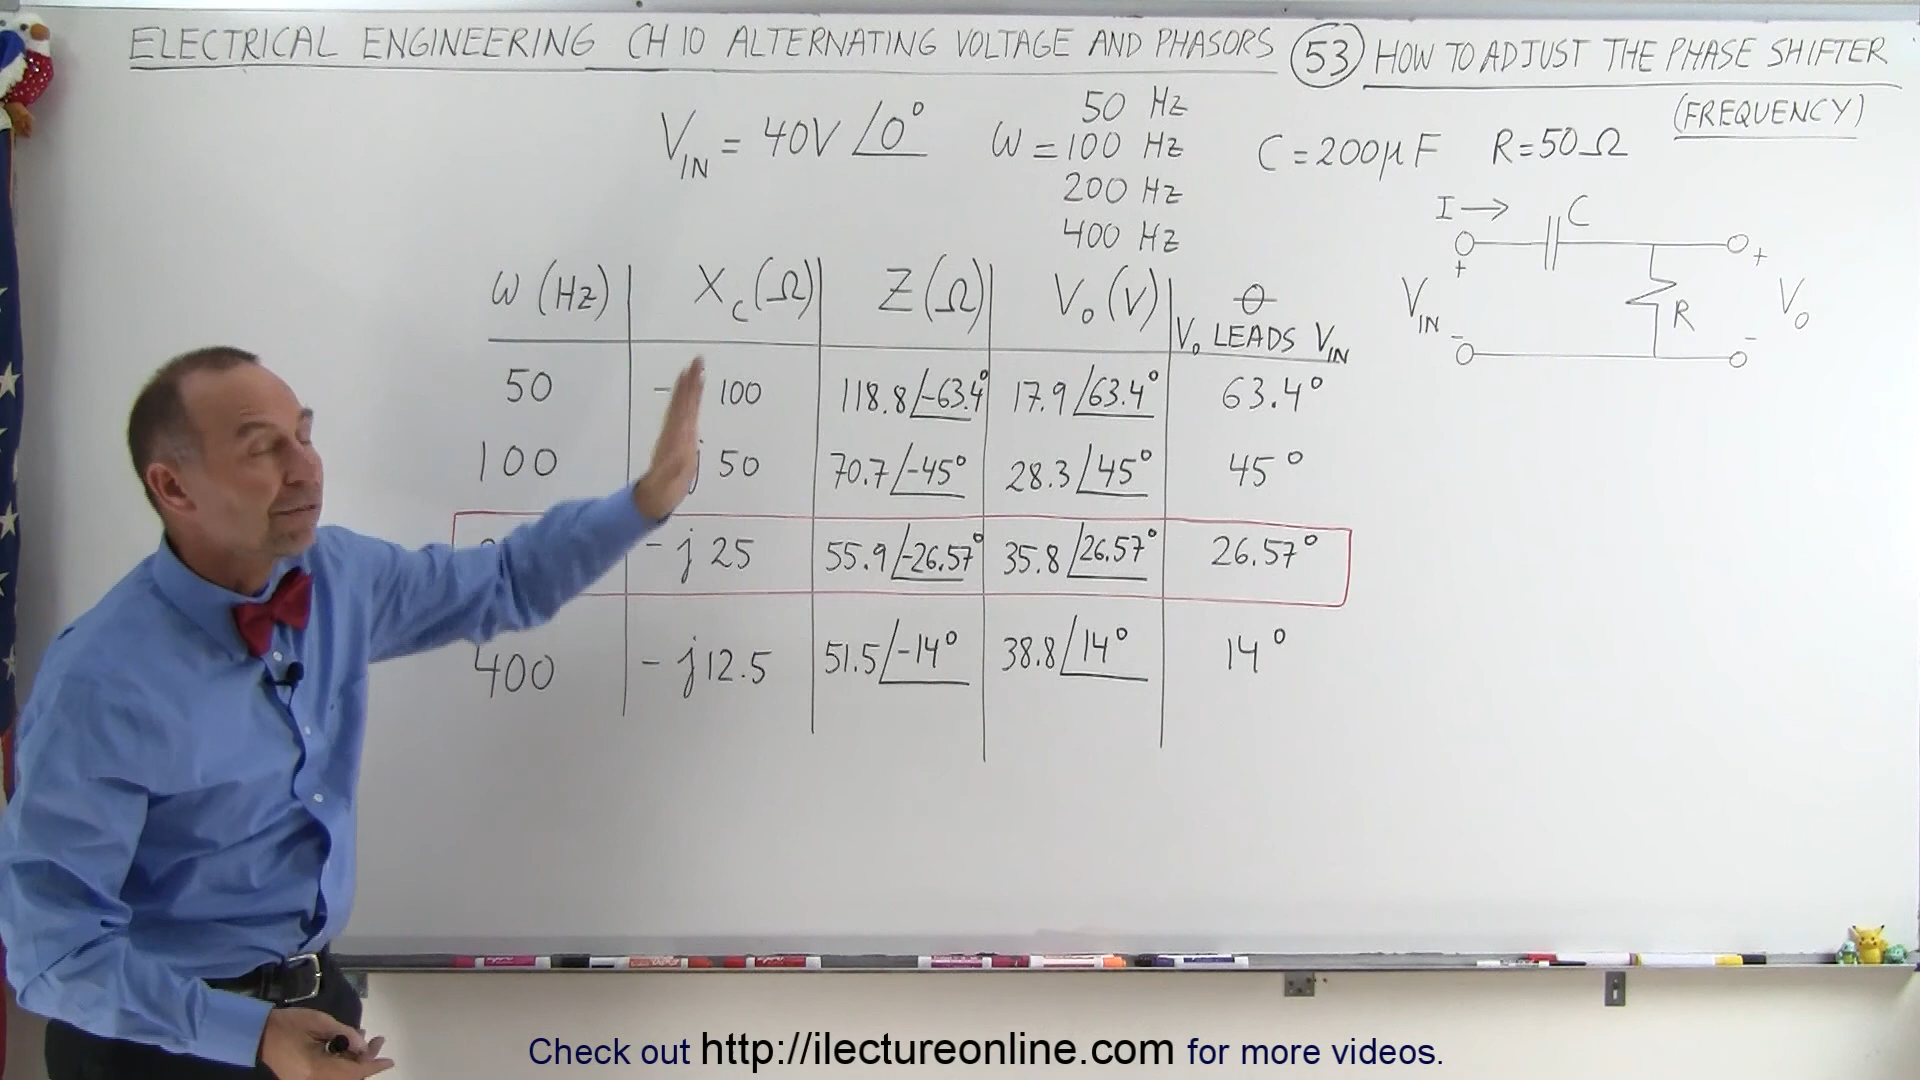 ELECTRICAL ENGINEERING CH 10 ALTERNATING VOLTAGE AND PHASORS (53) HOW TO ADJUST THE PHASE SHIFTER
(FREQUENCY)
V_IN = 40V ∠0°
50 Hz
ω = 100 Hz
200 Hz
400 Hz
C = 200μF R = 50Ω
I → C
+ +
V_IN R V_o
- -
ω (Hz) X_c (Ω) Z (Ω) V_o (V) θ
V_o LEADS V_IN
50 - 100 118.8 ∠-63.4° 17.9 ∠63.4° 63.4°
100 j 50 70.7 ∠-45° 28.3 ∠45° 45°
- j 25 55.9 ∠-26.57° 35.8 ∠26.57° 26.57°
400 - j 12.5 51.5 ∠-14° 38.8 ∠14° 14°
Check out http://ilectureonline.com for more videos.